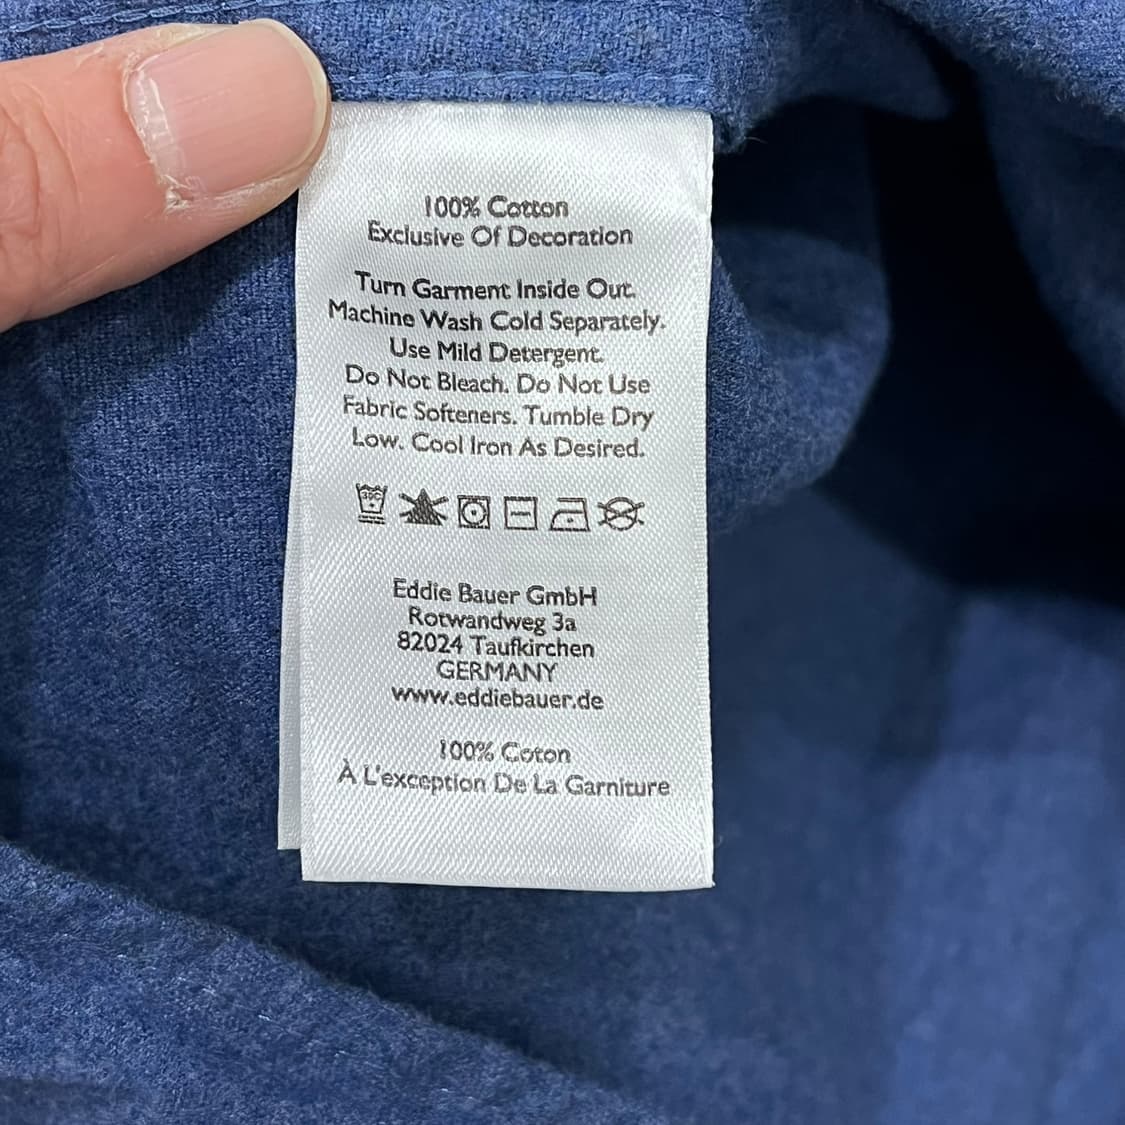 100% Cotton
Exclusive Of Decoration
Turn Garment Inside Out.
Machine Wash Cold Separately.
Use Mild Detergent.
Do Not Bleach. Do Not Use
Fabric Softeners. Tumble Dry
Low. Cool Iron As Desired.
30C
Eddie Bauer GmbH
Rotwandweg 3a
82024 Taufkirchen
GERMANY
www.eddiebauer.de
100% Coton
À L'exception De La Garniture